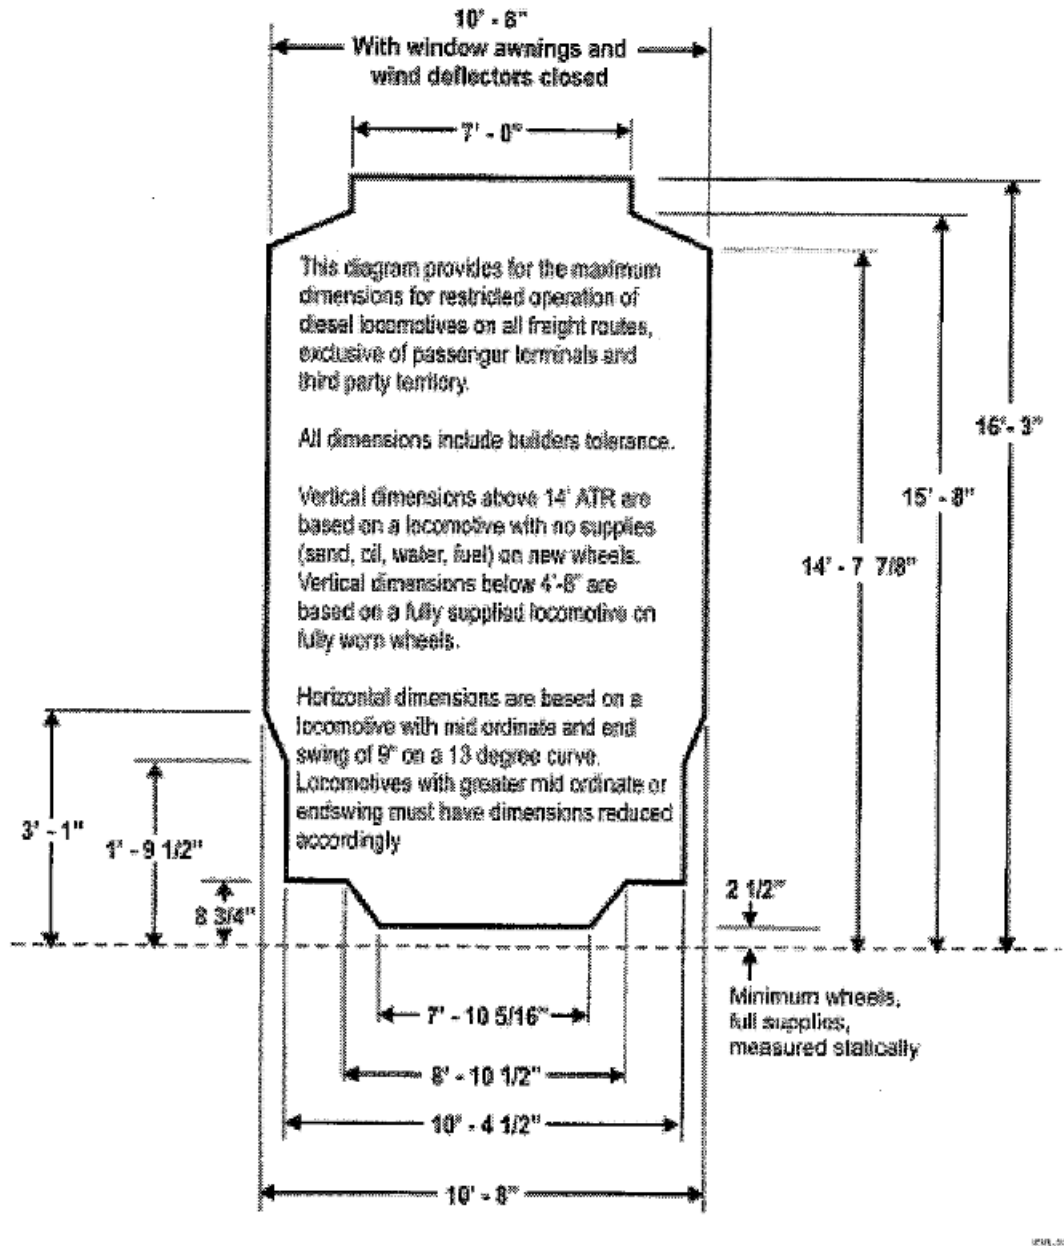 10' - 8"
With window awnings and
wind deflectors closed
7' - 0"
This diagram provides for the maximum
dimensions for restricted operation of
diesel locomotives on all freight routes,
exclusive of passenger terminals and
third party territory.
All dimensions include builders tolerance.
Vertical dimensions above 14' ATR are
based on a locomotive with no supplies
(sand, oil, water, fuel) on new wheels.
Vertical dimensions below 4'-8" are
based on a fully supplied locomotive on
fully worn wheels.
Horizontal dimensions are based on a
locomotive with mid ordinate and end
swing of 9" on a 13 degree curve.
Locomotives with greater mid ordinate or
endswing must have dimensions reduced
accordingly
16' - 3"
15' - 8"
14' - 7 7/8"
3' - 1"
1' - 9 1/2"
8 3/4"
2 1/2"
Minimum wheels,
full supplies,
measured statically
7' - 10 5/16"
8' - 10 1/2"
10' - 4 1/2"
10' - 8"